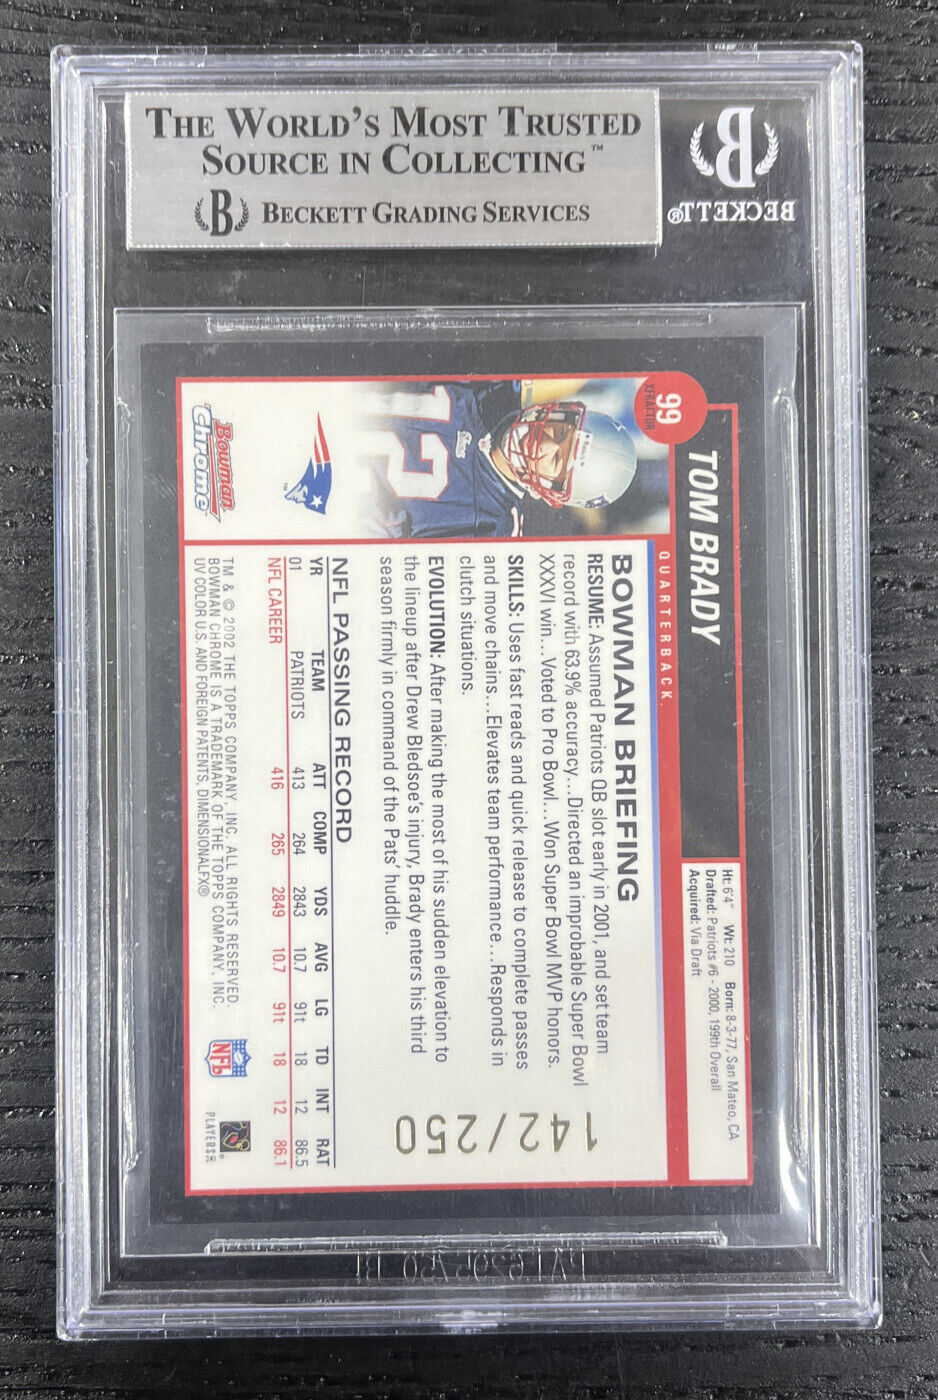 THE WORLD'S MOST TRUSTED
SOURCE IN COLLECTING™
B BECKETT GRADING SERVICES
B
BECKETT®
99
XFRACTOR
TOM BRADY
QUARTERBACK
Ht: 6'4" Wt: 210 Born: 8-3-77, San Mateo, CA
Drafted: Patriots #6 - 2000, 199th Overall
Acquired: Via Draft
12
TM
Bowman
Chrome
BOWMAN BRIEFING
RESUME: Assumed Patriots QB slot early in 2001, and set team
record with 63.9% accuracy...Directed an improbable Super Bowl
XXXVI win... Voted to Pro Bowl... Won Super Bowl MVP honors.
SKILLS: Uses fast reads and quick release to complete passes
and move chains...Elevates team performance...Responds in
clutch situations.
EVOLUTION: After making the most of his sudden elevation to
the lineup after Drew Bledsoe's injury, Brady enters his third
season firmly in command of the Pats' huddle.
142/250
NFL PASSING RECORD
YR TEAM ATT COMP YDS AVG LG TD INT RAT
01 PATRIOTS 413 264 2843 10.7 91t 18 12 86.5
NFL CAREER 416 265 2849 10.7 91t 18 12 86.1
TM & © 2002 THE TOPPS COMPANY, INC. ALL RIGHTS RESERVED.
BOWMAN CHROME IS A TRADEMARK OF THE TOPPS COMPANY, INC.
UV COLOR U.S. AND FOREIGN PATENTS, DIMENSIONALFX®
NFL
PLAYERS INC